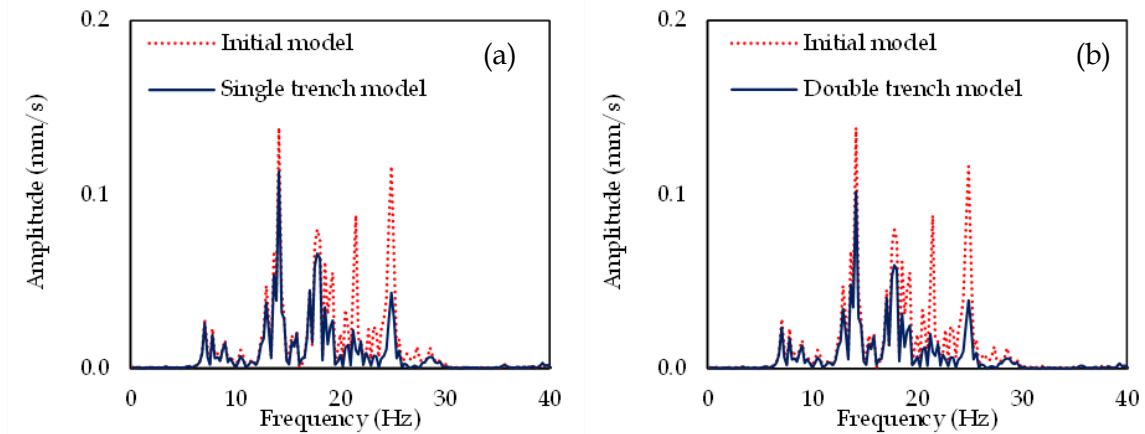 0.2
Initial model
(a)
Single trench model
Amplitude (mm/s)
0.1
0.0
0
10
20
30
40
Frequency (Hz)
0.2
Initial model
(b)
Double trench model
Amplitude (mm/s)
0.1
0.0
0
10
20
30
40
Frequency (Hz)